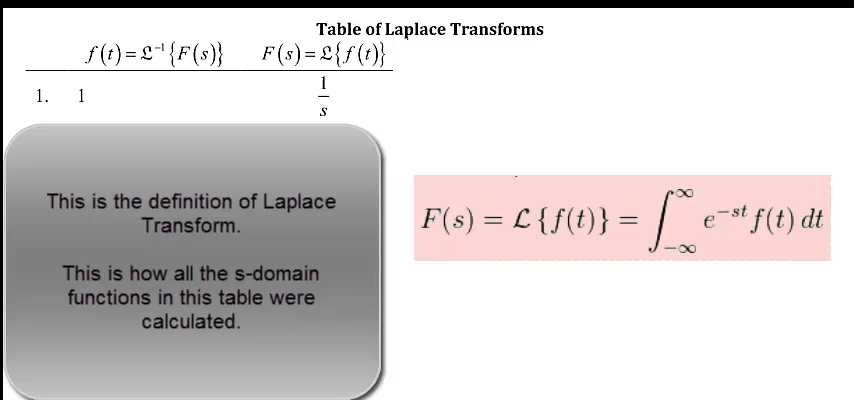 Table of Laplace Transforms
f(t) = ℒ⁻¹{F(s)} F(s) = ℒ{f(t)}
1. 1 1/s
This is the definition of Laplace
Transform.
This is how all the s-domain
functions in this table were
calculated.
F(s) = ℒ{f(t)} = ∫_{-∞}^{∞} e^{-st} f(t) dt